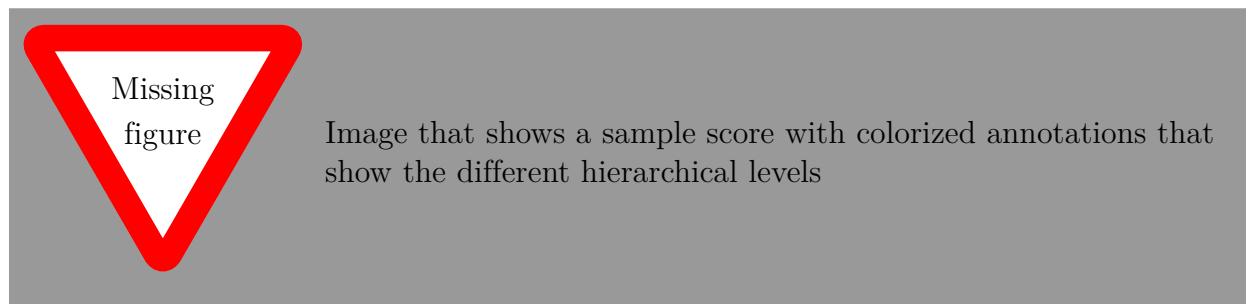 Missing
figure
Image that shows a sample score with colorized annotations that
show the different hierarchical levels